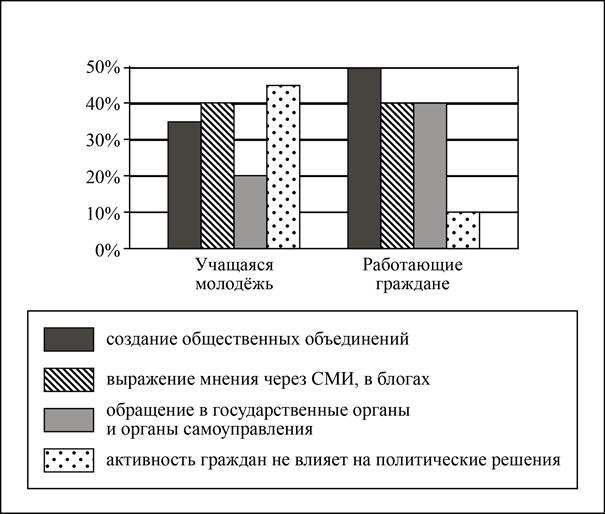 50%
40%
30%
20%
10%
0%
Учащаяся
молодёжь
Работающие
граждане
создание общественных объединений
выражение мнения через СМИ, в блогах
обращение в государственные органы
и органы самоуправления
активность граждан не влияет на политические решения